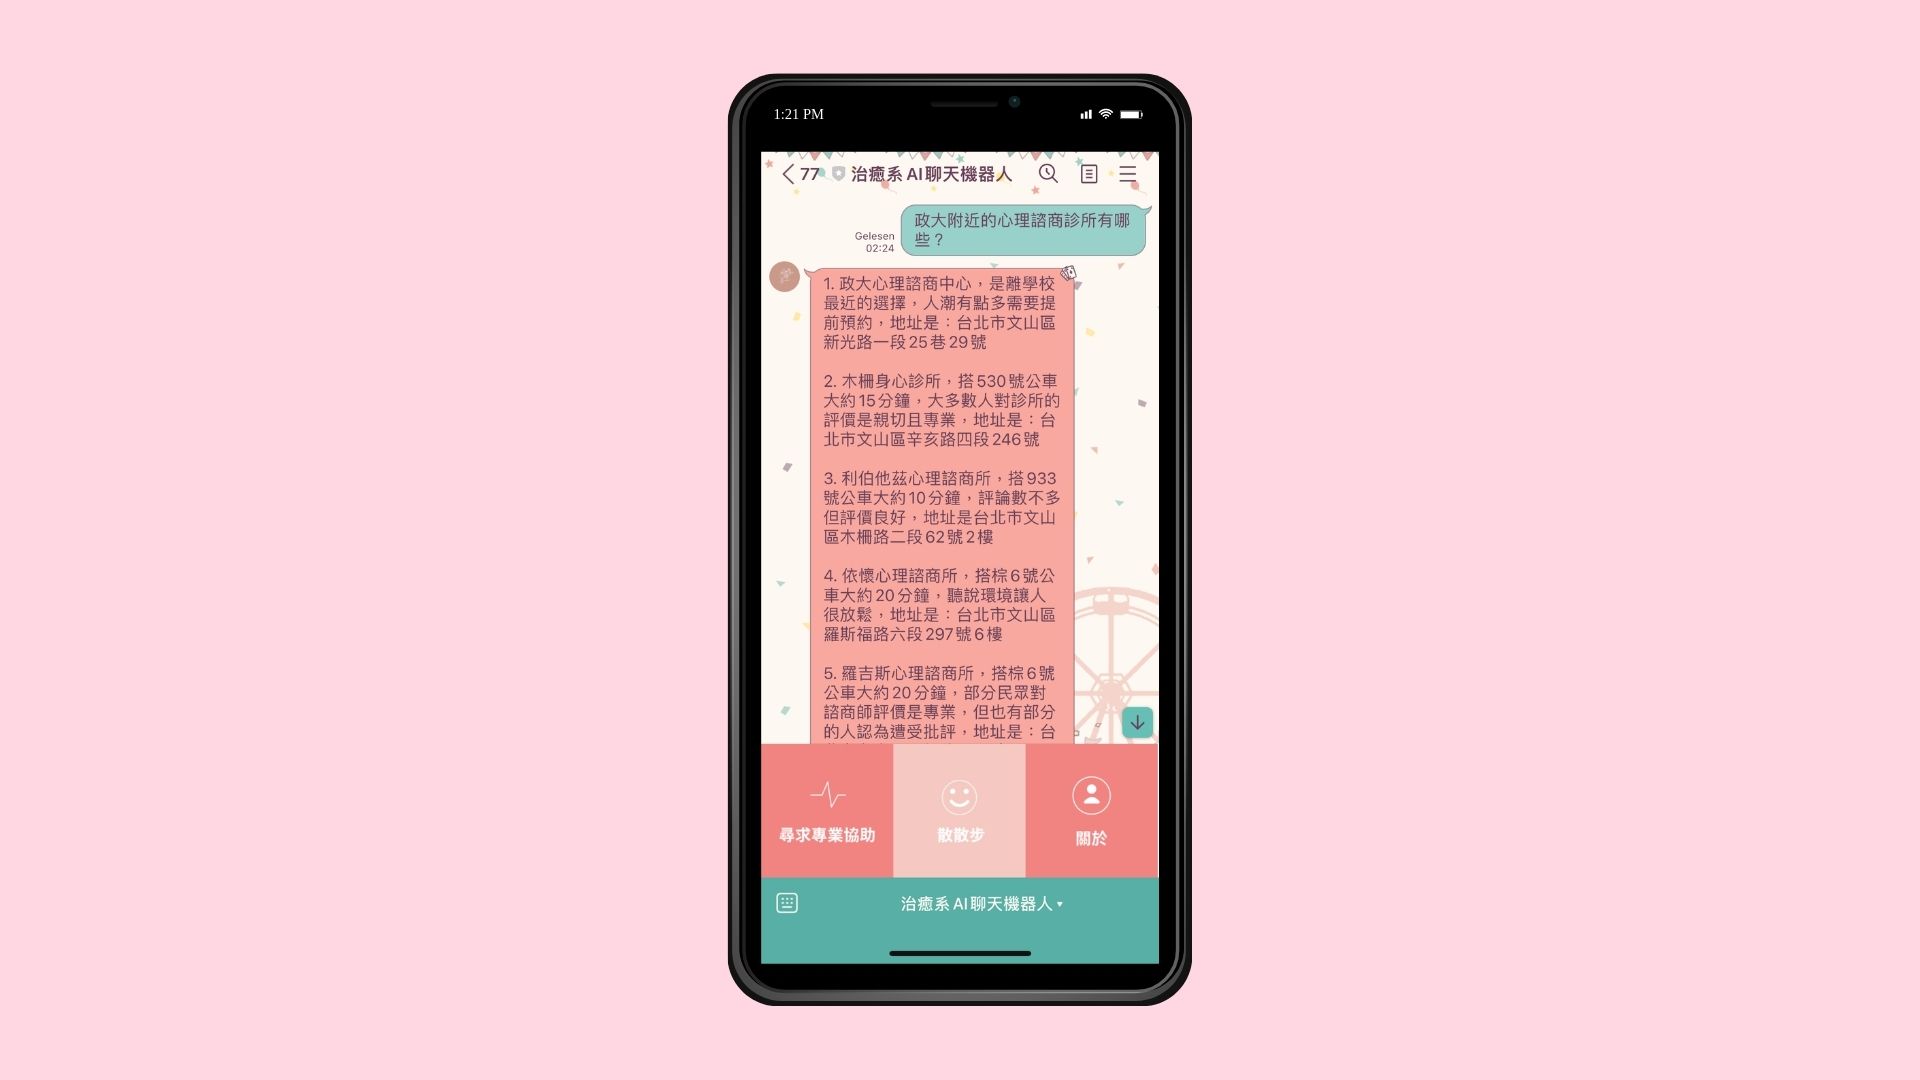 1:21 PM
77 治癒系 AI 聊天機器人
政大附近的心理諮商診所有哪
些？
Gelesen
02:24
1. 政大心理諮商中心，是離學校
最近的選擇，人潮有點多需要提
前預約，地址是：台北市文山區
新光路一段25巷29號
2. 木柵身心診所，搭530號公車
大約15分鐘，大多數人對診所的
評價是親切且專業，地址是：台
北市文山區辛亥路四段246號
3. 利伯他茲心理諮商所，搭933
號公車大約10分鐘，評論數不多
但評價良好，地址是台北市文山
區木柵路二段62號2樓
4. 依懷心理諮商所，搭棕6號公
車大約20分鐘，聽說環境讓人
很放鬆，地址是：台北市文山區
羅斯福路六段297號6樓
5. 羅吉斯心理諮商所，搭棕6號
公車大約20分鐘，部分民眾對
諮商師評價是專業，但也有部分
的人認為遭受批評，地址是：台
尋求專業協助
散散步
關於
治癒系 AI 聊天機器人 ▾